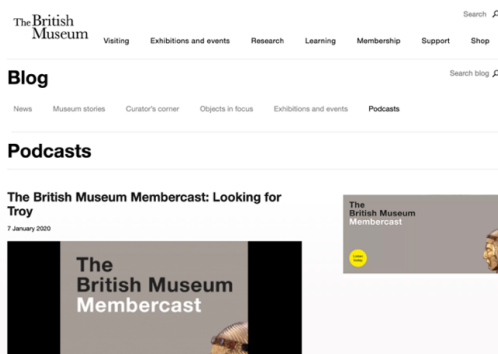 The British
Museum
Search
Visiting Exhibitions and events Research Learning Membership Support Shop
Blog
Search blog
News Museum stories Curator's corner Objects in focus Exhibitions and events Podcasts
Podcasts
The British Museum Membercast: Looking for
Troy
7 January 2020
The
British Museum
Membercast
The
British Museum
Membercast
Listen
today